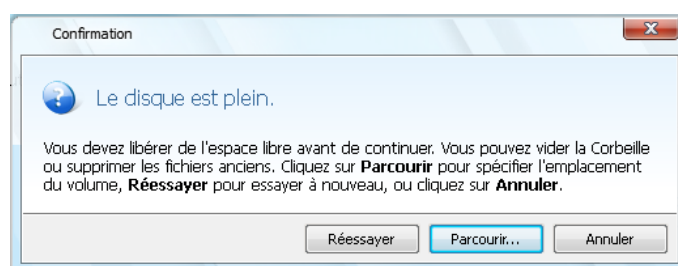 Confirmation
Le disque est plein.
Vous devez libérer de l'espace libre avant de continuer. Vous pouvez vider la Corbeille
ou supprimer les fichiers anciens. Cliquez sur Parcourir pour spécifier l'emplacement
du volume, Réessayer pour essayer à nouveau, ou cliquez sur Annuler.
Réessayer Parcourir... Annuler